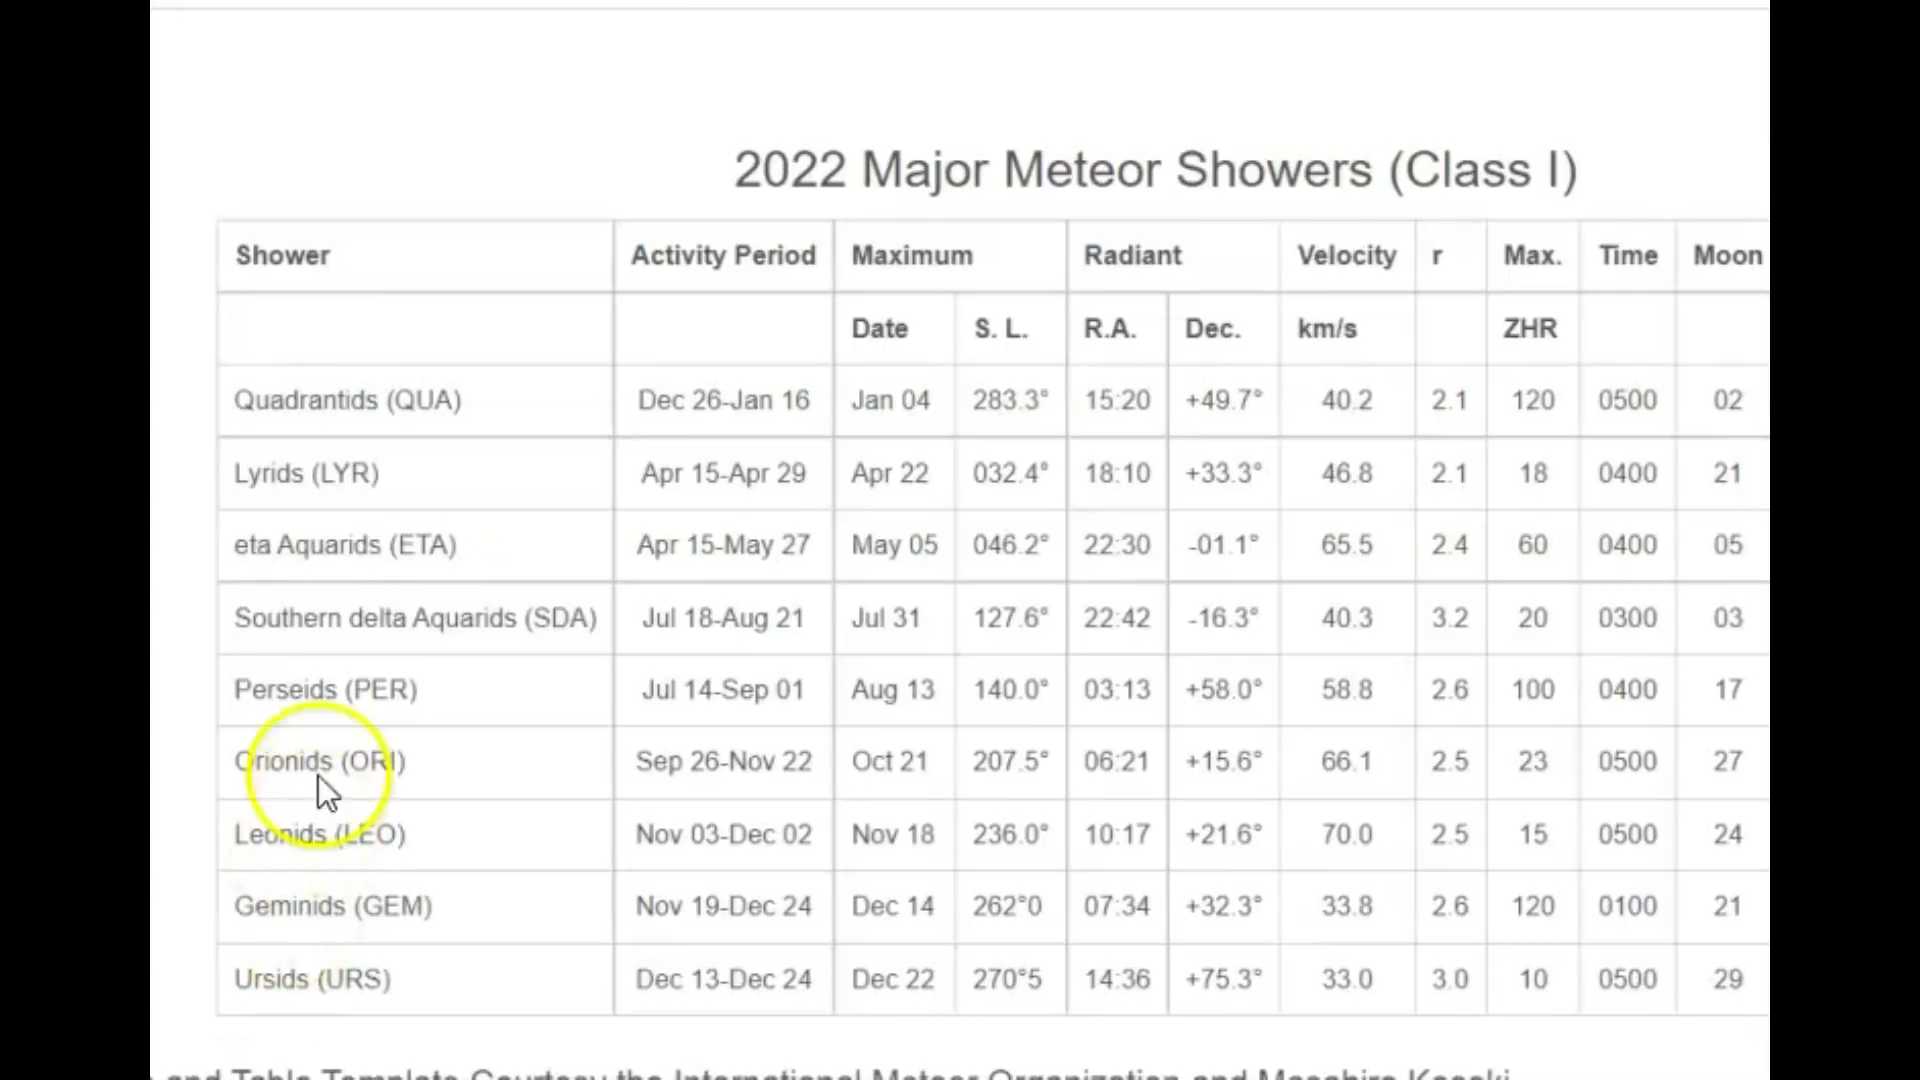 2022 Major Meteor Showers (Class I)
Shower Activity Period Maximum Radiant Velocity r Max. Time Moon
Date S. L. R.A. Dec. km/s ZHR
Quadrantids (QUA) Dec 26-Jan 16 Jan 04 283.3° 15:20 +49.7° 40.2 2.1 120 0500 02
Lyrids (LYR) Apr 15-Apr 29 Apr 22 032.4° 18:10 +33.3° 46.8 2.1 18 0400 21
eta Aquarids (ETA) Apr 15-May 27 May 05 046.2° 22:30 -01.1° 65.5 2.4 60 0400 05
Southern delta Aquarids (SDA) Jul 18-Aug 21 Jul 31 127.6° 22:42 -16.3° 40.3 3.2 20 0300 03
Perseids (PER) Jul 14-Sep 01 Aug 13 140.0° 03:13 +58.0° 58.8 2.6 100 0400 17
Orionids (ORI) Sep 26-Nov 22 Oct 21 207.5° 06:21 +15.6° 66.1 2.5 23 0500 27
Leonids (LEO) Nov 03-Dec 02 Nov 18 236.0° 10:17 +21.6° 70.0 2.5 15 0500 24
Geminids (GEM) Nov 19-Dec 24 Dec 14 262°0 07:34 +32.3° 33.8 2.6 120 0100 21
Ursids (URS) Dec 13-Dec 24 Dec 22 270°5 14:36 +75.3° 33.0 3.0 10 0500 29
and Table Template Courtesy the International Meteor Organization and Masahiro Koseki